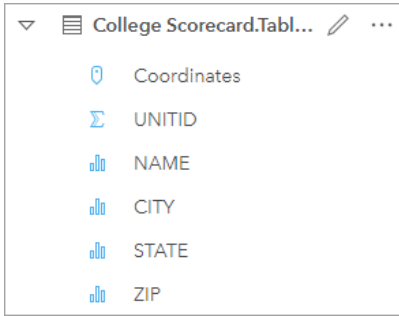 College Scorecard.Tabl...
Coordinates
UNITID
NAME
CITY
STATE
ZIP